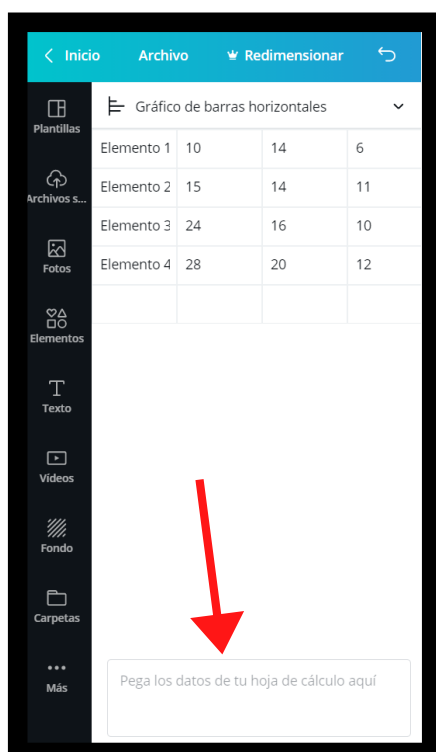 Inicio Archivo Redimensionar
Plantillas
Archivos s...
Fotos
Elementos
Texto
Vídeos
Fondo
Carpetas
Más
Gráfico de barras horizontales
Elemento 1 10 14 6
Elemento 2 15 14 11
Elemento 3 24 16 10
Elemento 4 28 20 12
Pega los datos de tu hoja de cálculo aquí